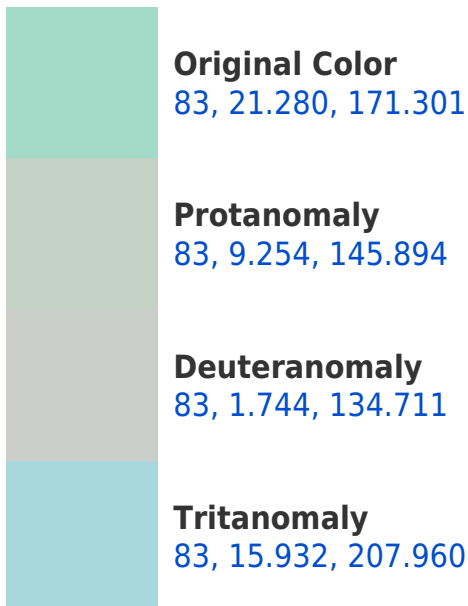 Original Color
83, 21.280, 171.301
Protanomaly
83, 9.254, 145.894
Deuteranomaly
83, 1.744, 134.711
Tritanomaly
83, 15.932, 207.960